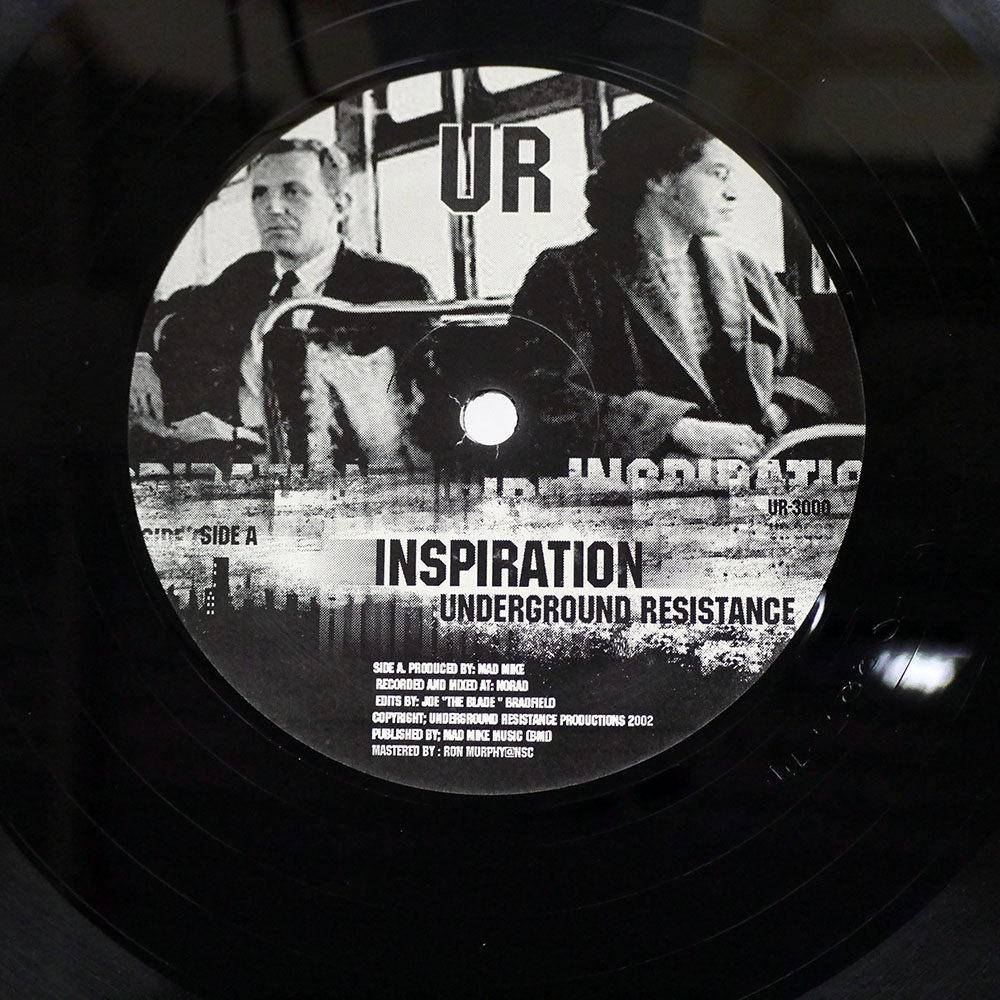 UR
INSPIRATIO
UR-3000
SIDE A
INSPIRATION
UNDERGROUND RESISTANCE
SIDE A. PRODUCED BY: MAD MIKE
RECORDED AND MIXED AT: NORAD
EDITS BY: JOE "THE BLADE " BRADFIELD
COPYRIGHT; UNDERGROUND RESISTANCE PRODUCTIONS 2002
PUBLISHED BY; MAD MIKE MUSIC (BMI)
MASTERED BY : RON MURPHY@NSC